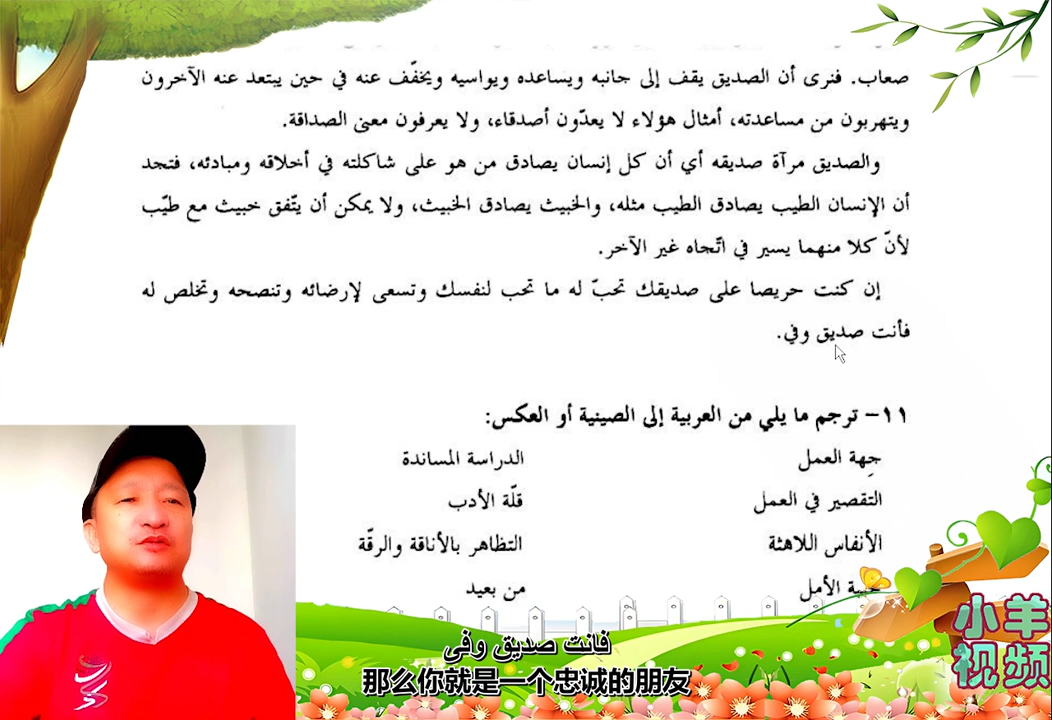 صعاب. فنرى أن الصديق يقف إلى جانبه ويساعده ويواسيه ويخفّف عنه في حين يبتعد عنه الآخرون
ويتهربون من مساعدته، أمثال هؤلاء لا يعدّون أصدقاء، ولا يعرفون معنى الصداقة.
والصديق مرآة صديقه أي أن كل إنسان يصادق من هو على شاكلته في أخلاقه ومبادئه، فتجد
أن الإنسان الطيب يصادق الطيب مثله، والخبيث يصادق الخبيث، ولا يمكن أن يتّفق خبيث مع طيّب
لأنّ كلا منهما يسير في اتّجاه غير الآخر.
إن كنت حريصا على صديقك تحبّ له ما تحب لنفسك وتسعى لإرضائه وتنصحه وتخلص له
فأنت صديق وفي.
١١- ترجم ما يلي من العربية إلى الصينية أو العكس:
جِهة العمل الدراسة المساندة
التقصير في العمل قلّة الأدب
الأنفاس اللاهثة التظاهر بالأناقة والرقّة
الأمل من بعيد
小羊
视频
فانت صديق وفى
那么你就是一个忠诚的朋友